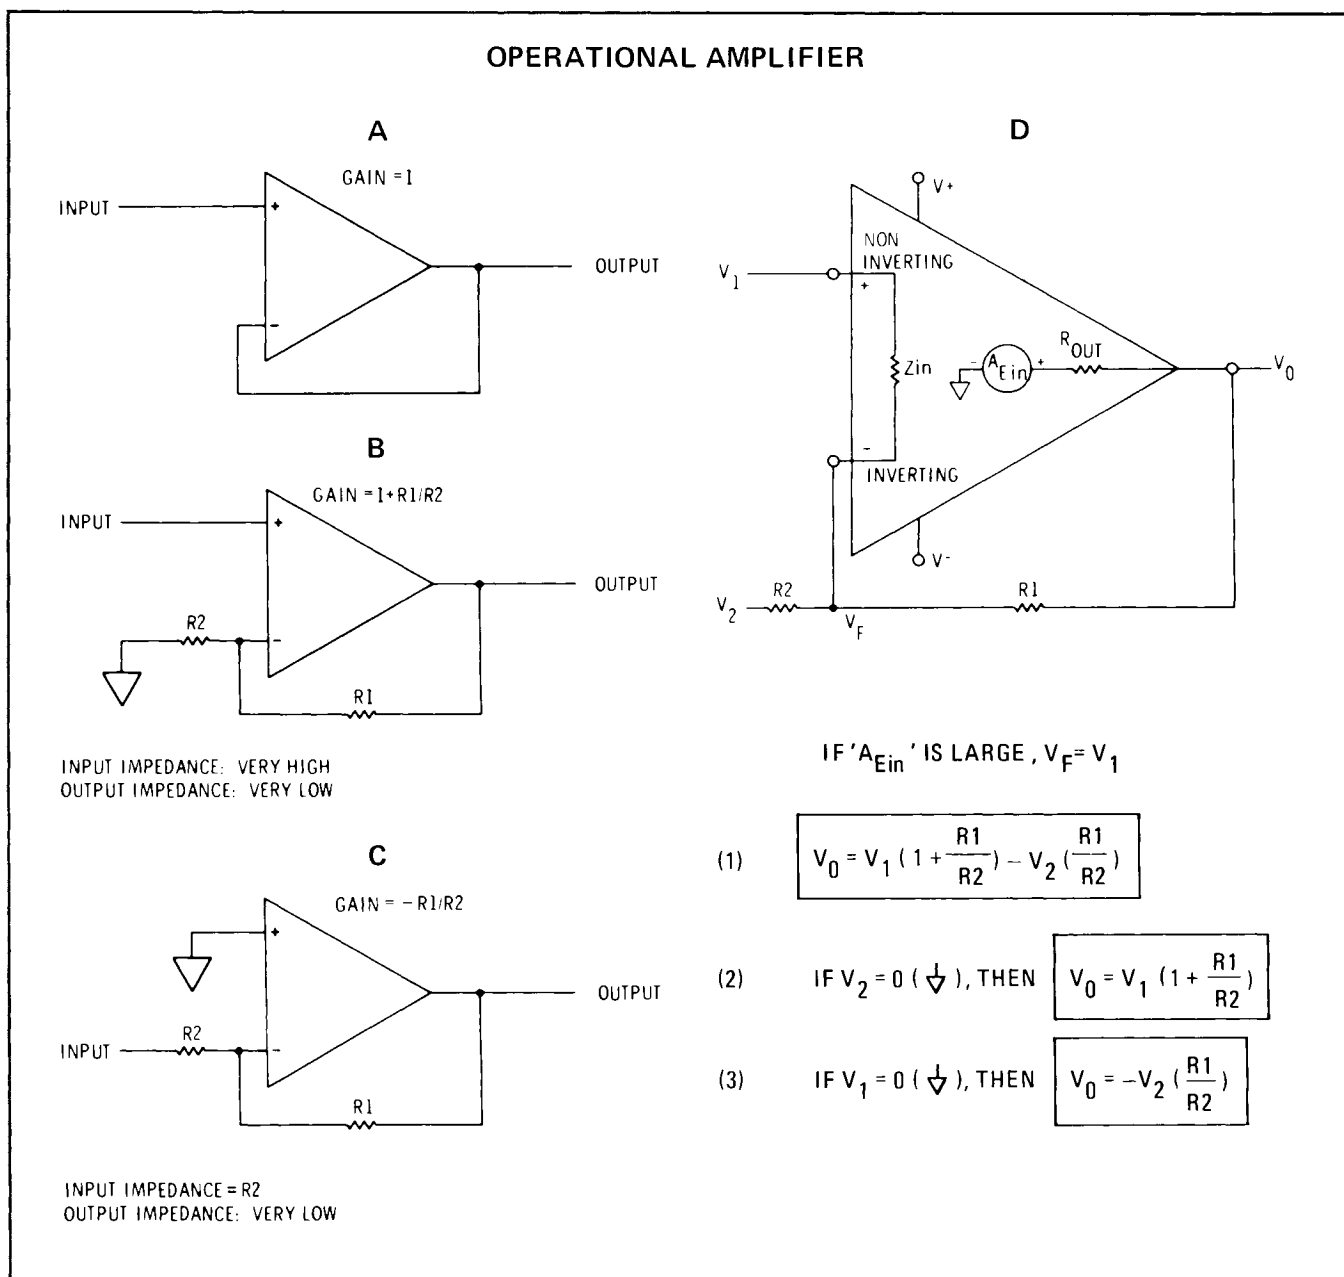 OPERATIONAL AMPLIFIER
A
GAIN = 1
INPUT
+
-
OUTPUT
B
GAIN = 1+R1/R2
INPUT
+
OUTPUT
R2
-
R1
INPUT IMPEDANCE: VERY HIGH
OUTPUT IMPEDANCE: VERY LOW
C
GAIN = -R1/R2
+
OUTPUT
INPUT
R2
-
R1
INPUT IMPEDANCE = R2
OUTPUT IMPEDANCE: VERY LOW
D
V+
NON
INVERTING
V1
+
Zin
- AEin +
ROUT
V0
-
INVERTING
V-
V2
R2
VF
R1
IF 'AEin' IS LARGE, VF = V1
(1) V0 = V1 (1 + R1/R2) - V2 (R1/R2)
(2) IF V2 = 0 (⏚), THEN V0 = V1 (1 + R1/R2)
(3) IF V1 = 0 (⏚), THEN V0 = -V2 (R1/R2)